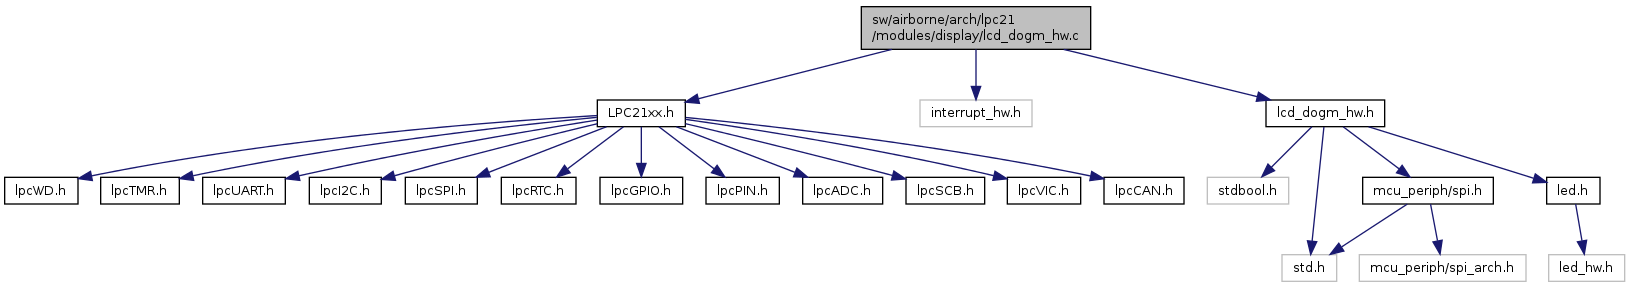 sw/airborne/arch/lpc21
/modules/display/lcd_dogm_hw.c
LPC21xx.h
interrupt_hw.h
lcd_dogm_hw.h
lpcWD.h
lpcTMR.h
lpcUART.h
lpcI2C.h
lpcSPI.h
lpcRTC.h
lpcGPIO.h
lpcPIN.h
lpcADC.h
lpcSCB.h
lpcVIC.h
lpcCAN.h
stdbool.h
mcu_periph/spi.h
led.h
std.h
mcu_periph/spi_arch.h
led_hw.h